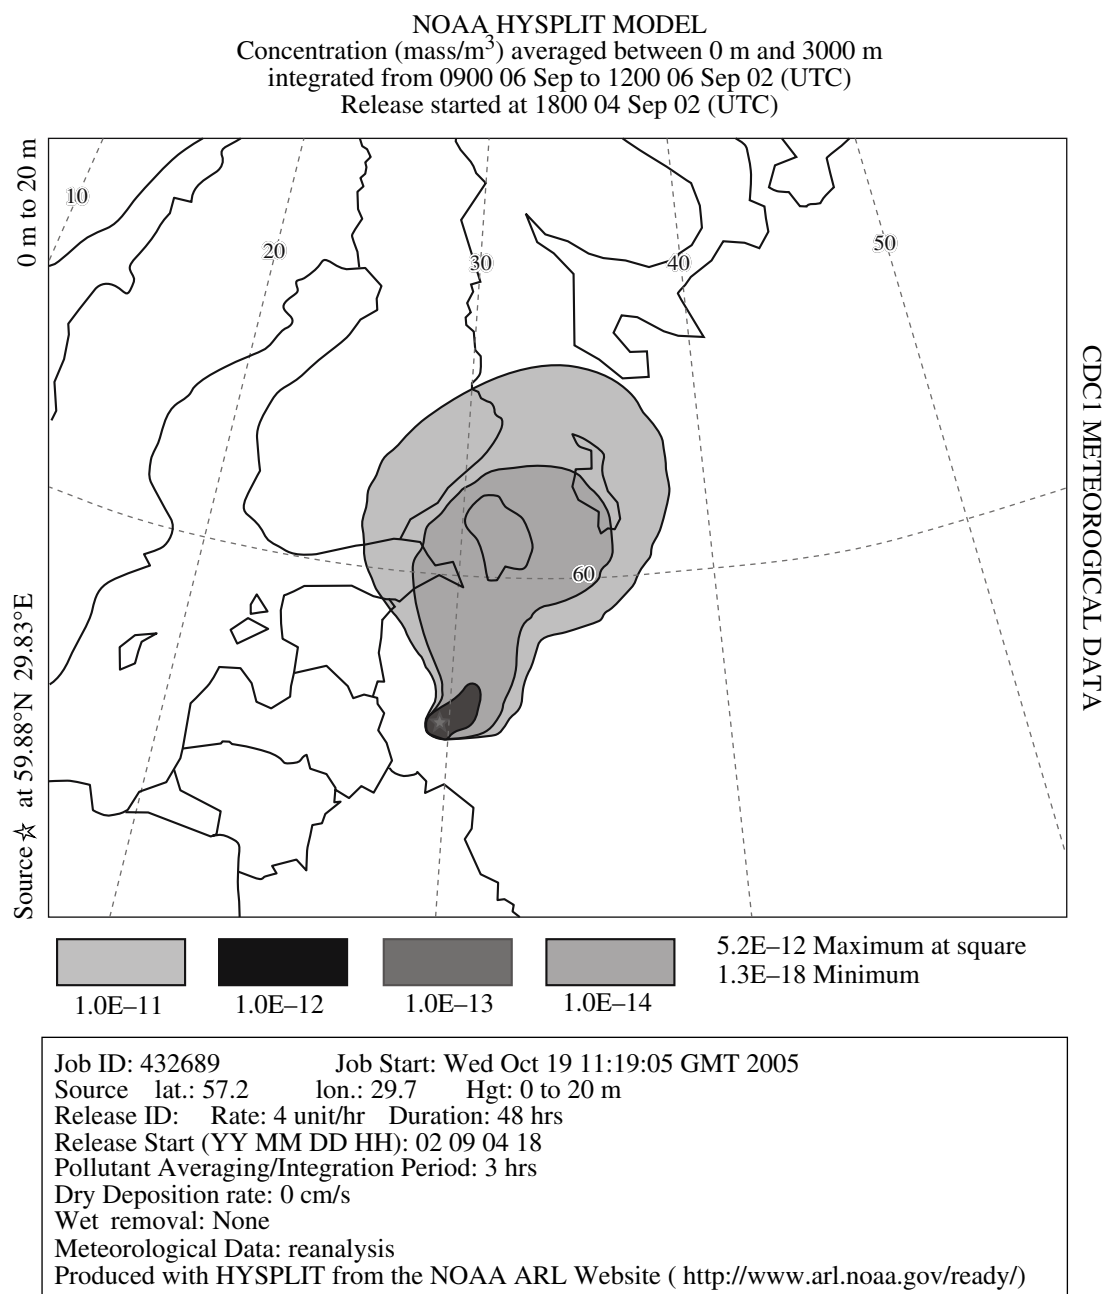 NOAA HYSPLIT MODEL
Concentration (mass/m³) averaged between 0 m and 3000 m
integrated from 0900 06 Sep to 1200 06 Sep 02 (UTC)
Release started at 1800 04 Sep 02 (UTC)
Source ☆ at 59.88°N 29.83°E
0 m to 20 m
10
20
30
40
50
60
CDC1 METEOROGICAL DATA
1.0E–11
1.0E–12
1.0E–13
1.0E–14
5.2E–12 Maximum at square
1.3E–18 Minimum
Job ID: 432689 Job Start: Wed Oct 19 11:19:05 GMT 2005
Source lat.: 57.2 lon.: 29.7 Hgt: 0 to 20 m
Release ID: Rate: 4 unit/hr Duration: 48 hrs
Release Start (YY MM DD HH): 02 09 04 18
Pollutant Averaging/Integration Period: 3 hrs
Dry Deposition rate: 0 cm/s
Wet removal: None
Meteorological Data: reanalysis
Produced with HYSPLIT from the NOAA ARL Website ( http://www.arl.noaa.gov/ready/)